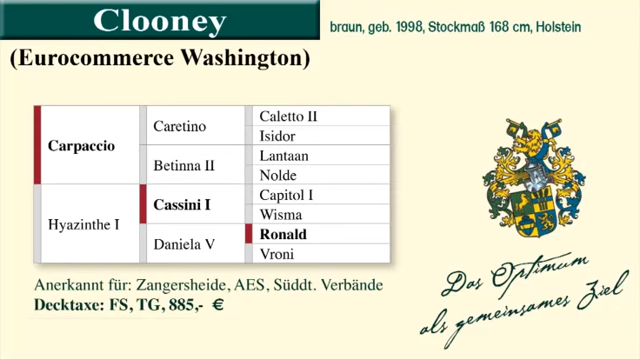 Clooney
braun, geb. 1998, Stockmaß 168 cm, Holstein
(Eurocommerce Washington)
Carpaccio
Caretino
Caletto II
Isidor
Betinna II
Lantaan
Nolde
Hyazinthe I
Cassini I
Capitol I
Wisma
Daniela V
Ronald
Vroni
Anerkannt für: Zangersheide, AES, Südd. Verbände
Decktaxe: FS, TG, 885,- €
Das Optimum
als gemeinsames Ziel